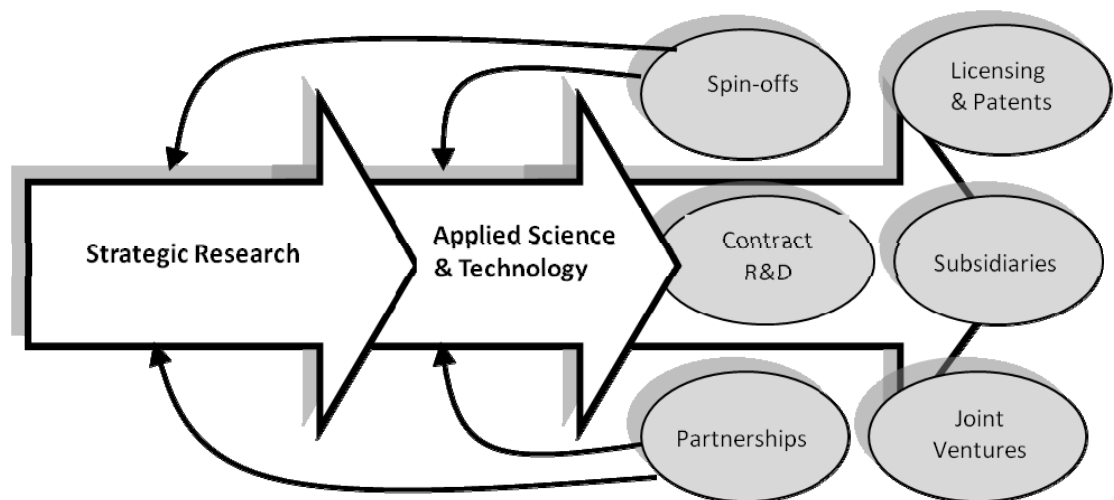 Spin-offs
Licensing
& Patents
Strategic Research
Applied Science
& Technology
Contract
R&D
Subsidiaries
Partnerships
Joint
Ventures